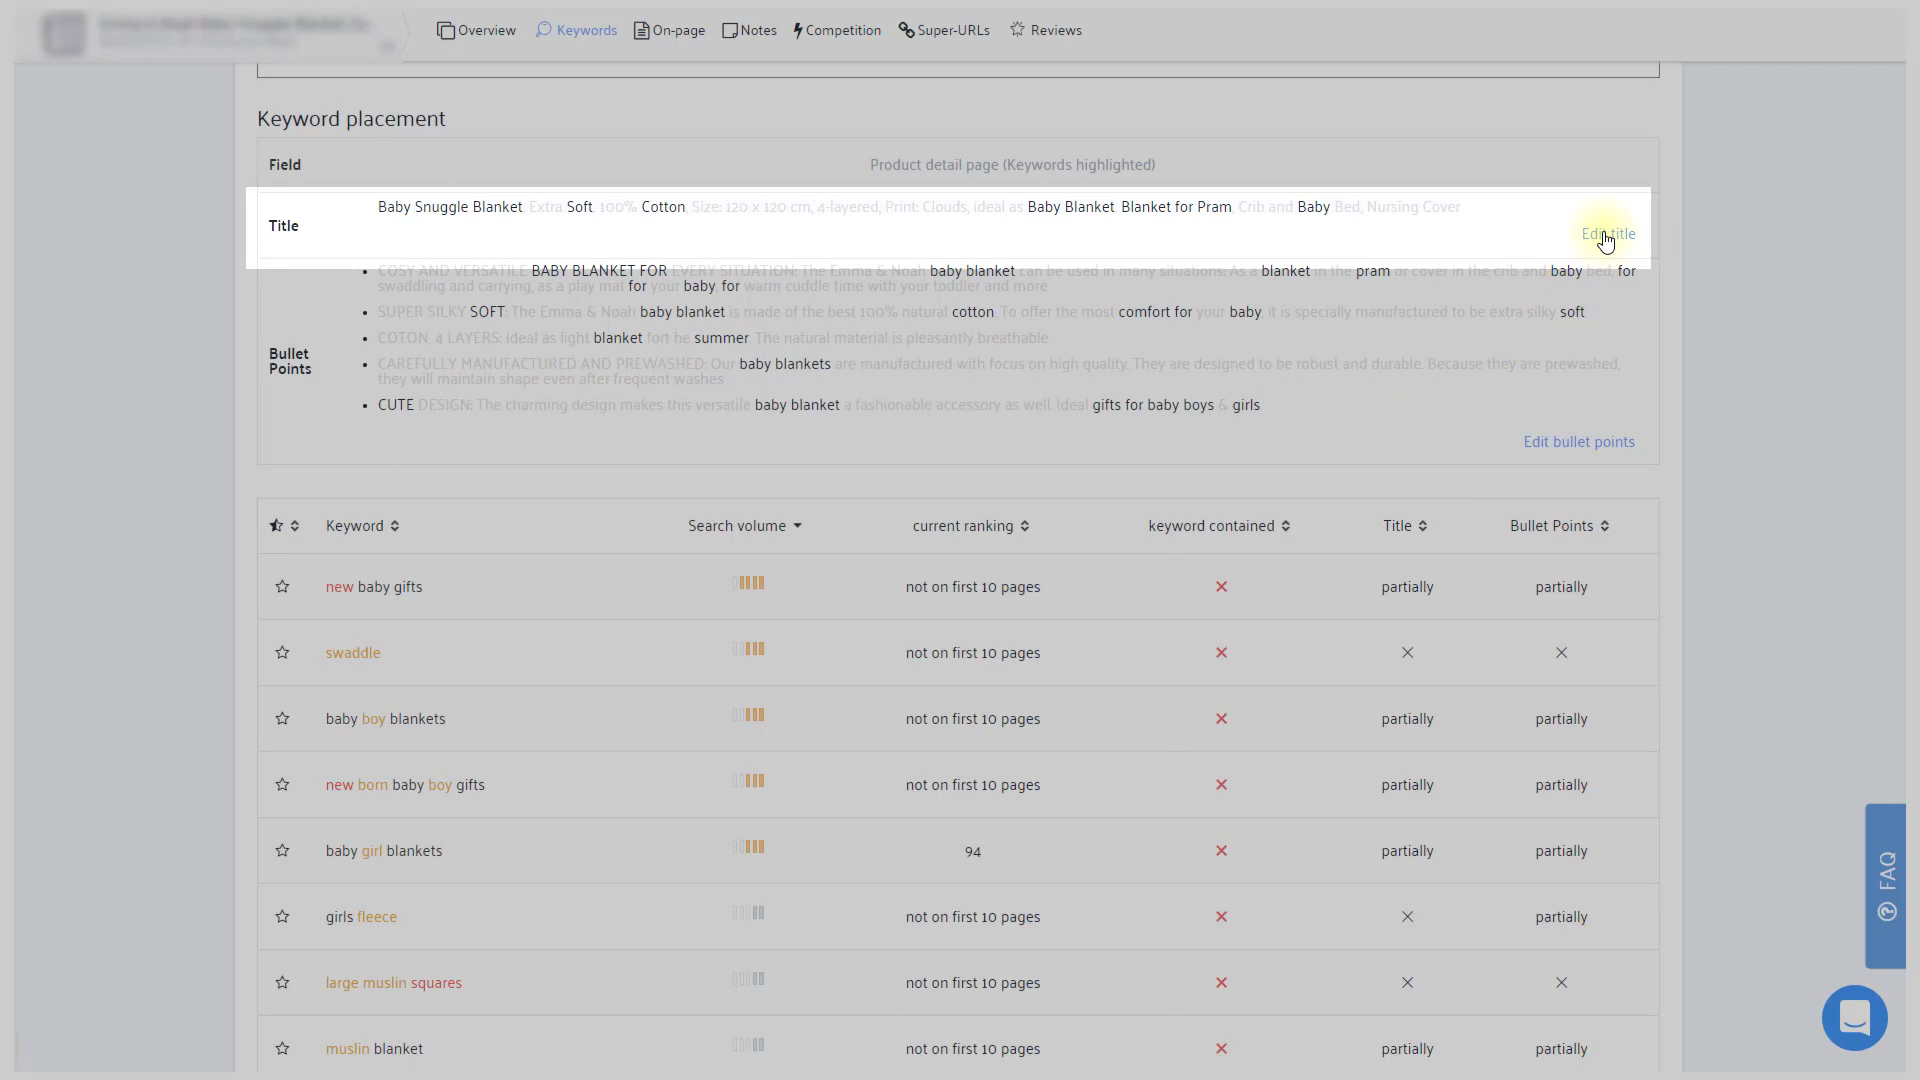 Overview Keywords On-page Notes Competition Super-URLs Reviews
Keyword placement
Field Product detail page (Keywords highlighted)
Title Baby Snuggle Blanket, Extra Soft, 100% Cotton, Size: 120 x 120 cm, 4-layered, Print: Clouds, ideal as Baby Blanket, Blanket for Pram, Crib and Baby Bed, Nursing Cover
Edit title
Bullet Points
COSY AND VERSATILE BABY BLANKET FOR EVERY SITUATION: The Emma & Noah baby blanket can be used in many situations: As a blanket in the pram or cover in the crib and baby bed, for
swaddling and carrying, as a play mat for your baby, for warm cuddle time with your toddler and more
SUPER SILKY SOFT: The Emma & Noah baby blanket is made of the best 100% natural cotton. To offer the most comfort for your baby, it is specially manufactured to be extra silky soft
COTON, 4 LAYERS: Ideal as light blanket fort he summer. The natural material is pleasantly breathable
CAREFULLY MANUFACTURED AND PREWASHED: Our baby blankets are manufactured with focus on high quality. They are designed to be robust and durable. Because they are prewashed,
they will maintain shape even after frequent washes
CUTE DESIGN: The charming design makes this versatile baby blanket a fashionable accessory as well. Ideal gifts for baby boys & girls
Edit bullet points
Keyword Search volume current ranking keyword contained Title Bullet Points
new baby gifts not on first 10 pages partially partially
swaddle not on first 10 pages
baby boy blankets not on first 10 pages partially partially
new born baby boy gifts not on first 10 pages partially partially
baby girl blankets 94 partially partially
girls fleece not on first 10 pages partially
large muslin squares not on first 10 pages
muslin blanket not on first 10 pages partially partially
FAQ